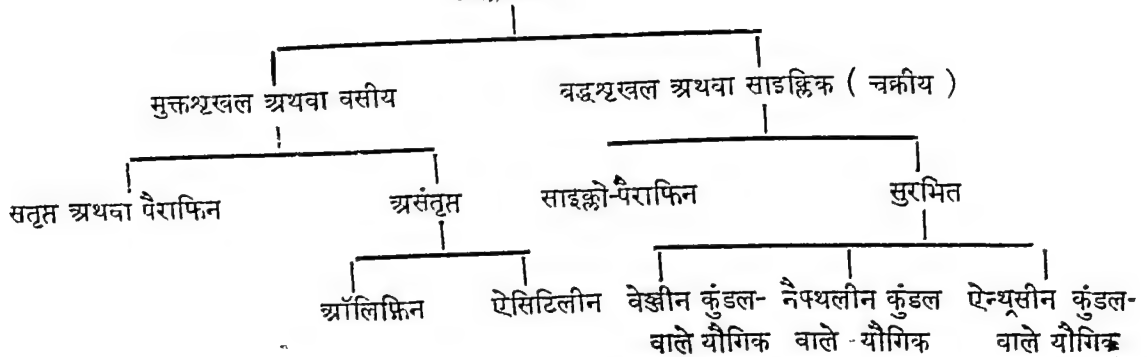 मुक्तशृखल अथवा वसीय
वद्धशृखल अथवा साइक्लिक ( चक्रीय )
सतृप्त अथवा पैराफिन
असंतृप्त
साइक्लो-पैराफिन
सुरभित
ऑलिफ़िन
ऐसिटिलीन
वेञ्जीन कुंडल-
वाले यौगिक
नैफ्थलीन कुंडल
वाले - यौगिक
ऐन्थ्रसीन कुंडल-
वाले यौगिक